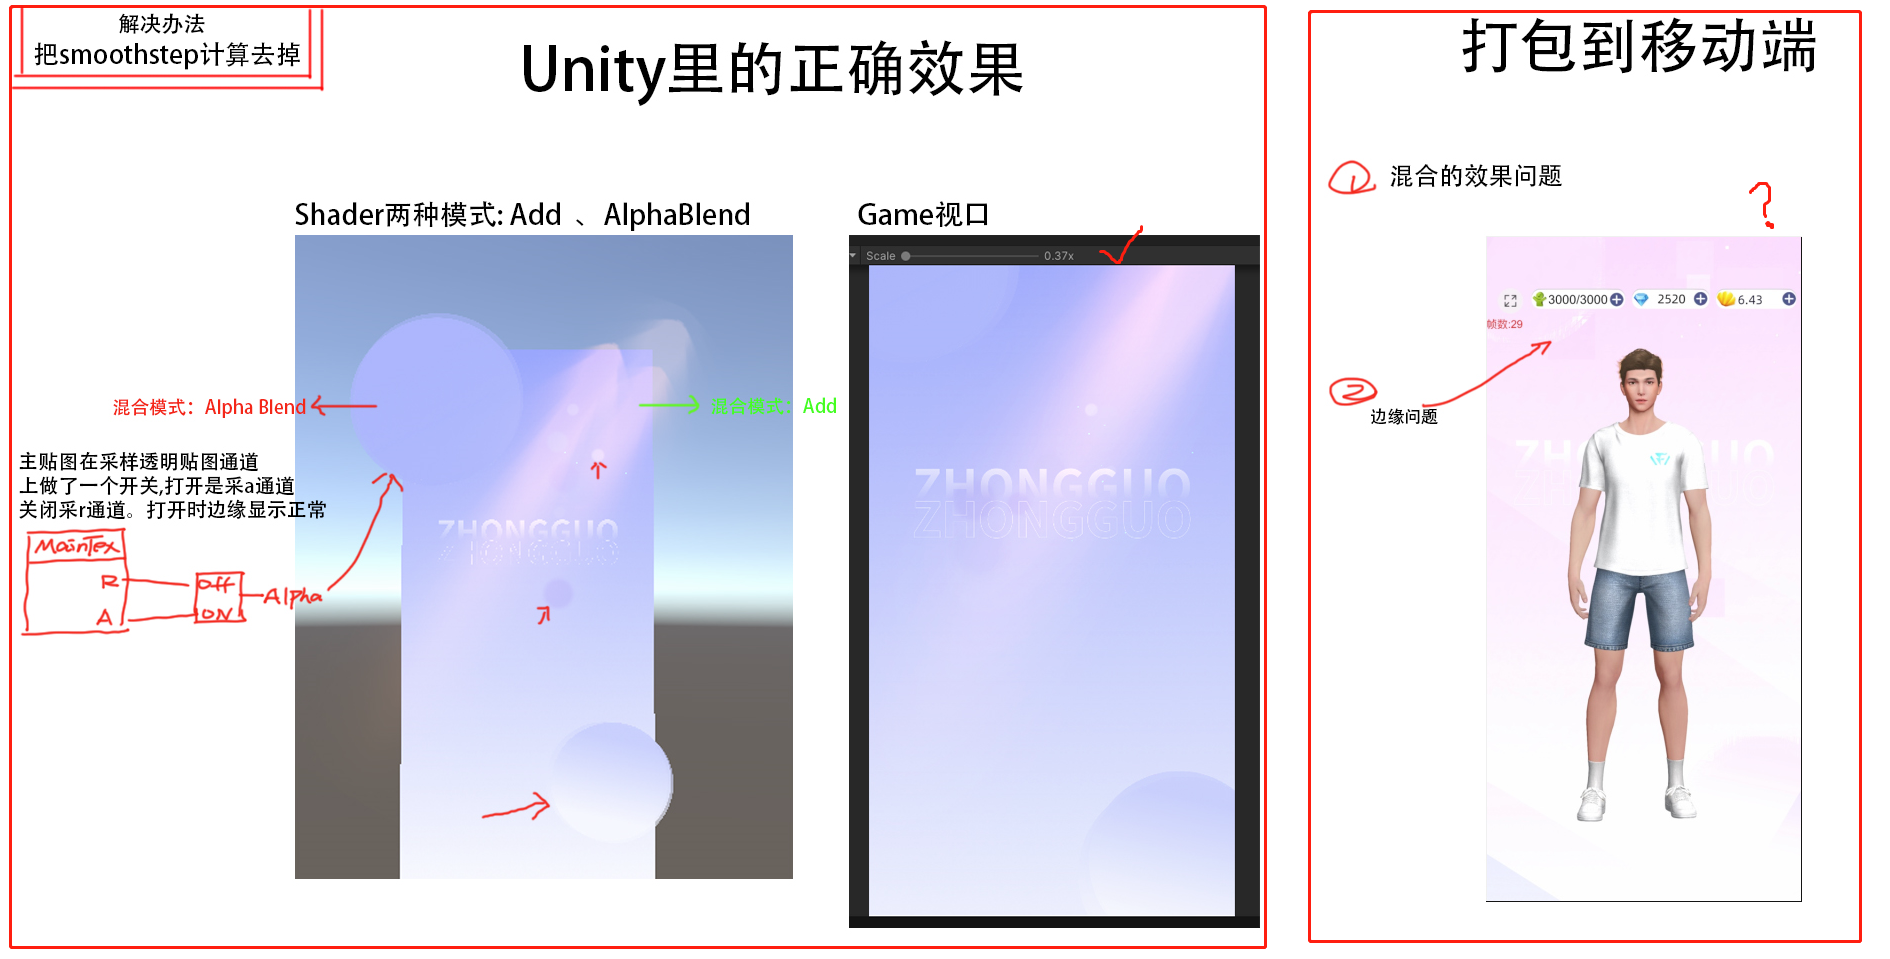 解决办法
把smoothstep计算去掉
Unity里的正确效果
Shader两种模式: Add 、AlphaBlend
Game视口
Scale 0.37x
混合模式：Alpha Blend
混合模式：Add
主贴图在采样透明贴图通道
上做了一个开关,打开是采a通道
关闭采r通道。打开时边缘显示正常
MainTex
R
A
Off
ON
Alpha
ZHONGGUO
ZHONGGUO
ZHONGGUO
ZHONGGUO
打包到移动端
1 混合的效果问题
?
3000/3000 2520 6.43
帧数:29
2
边缘问题
ZHONGGUO